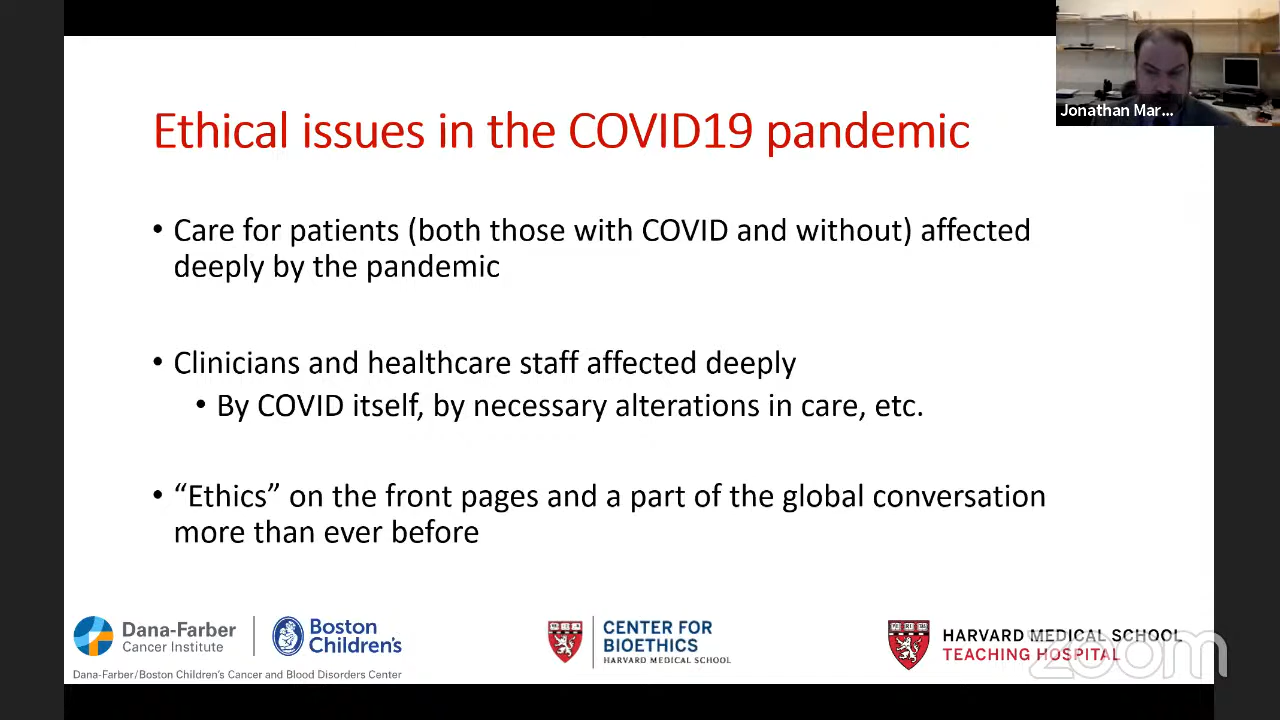 Jonathan Mar...
Ethical issues in the COVID19 pandemic
• Care for patients (both those with COVID and without) affected
deeply by the pandemic
• Clinicians and healthcare staff affected deeply
• By COVID itself, by necessary alterations in care, etc.
• “Ethics” on the front pages and a part of the global conversation
more than ever before
Dana-Farber
Cancer Institute
Boston
Children's
Dana-Farber/Boston Children's Cancer and Blood Disorders Center
CENTER FOR
BIOETHICS
HARVARD MEDICAL SCHOOL
HARVARD MEDICAL SCHOOL
TEACHING HOSPITAL
zoom